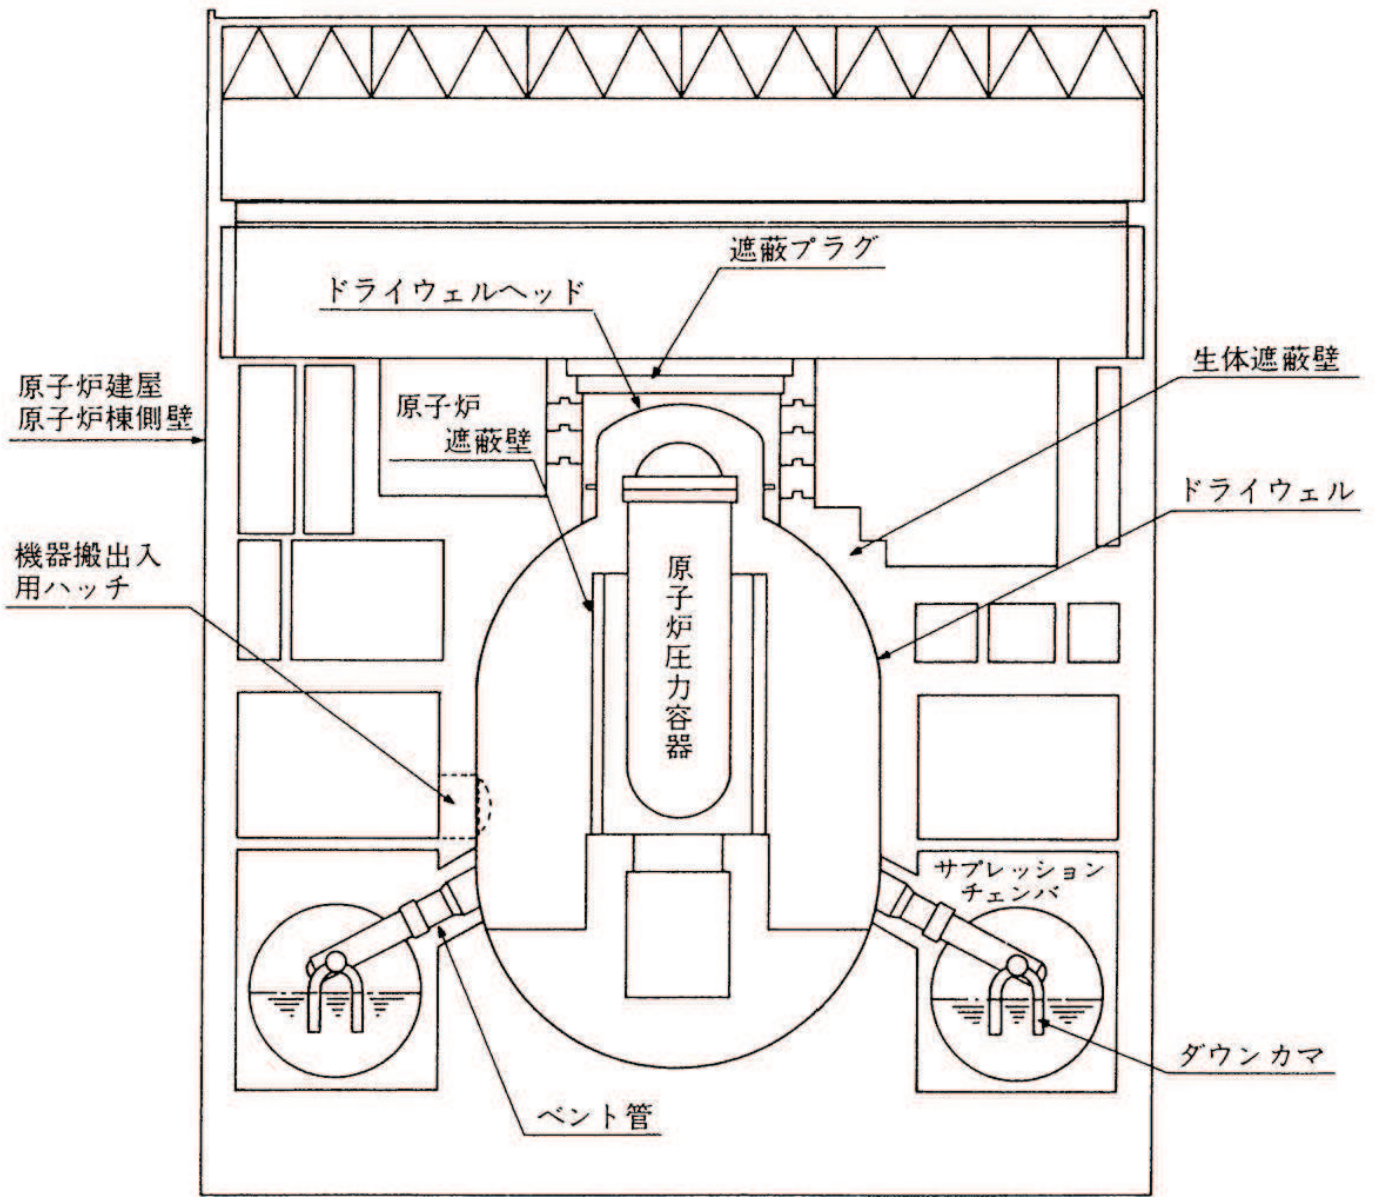 遮蔽プラグ
ドライウェルヘッド
生体遮蔽壁
原子炉建屋
原子炉棟側壁
原子炉
遮蔽壁
ドライウェル
機器搬出入
用ハッチ
原子炉圧力容器
サプレッション
チェンバ
ダウンカマ
ベント管